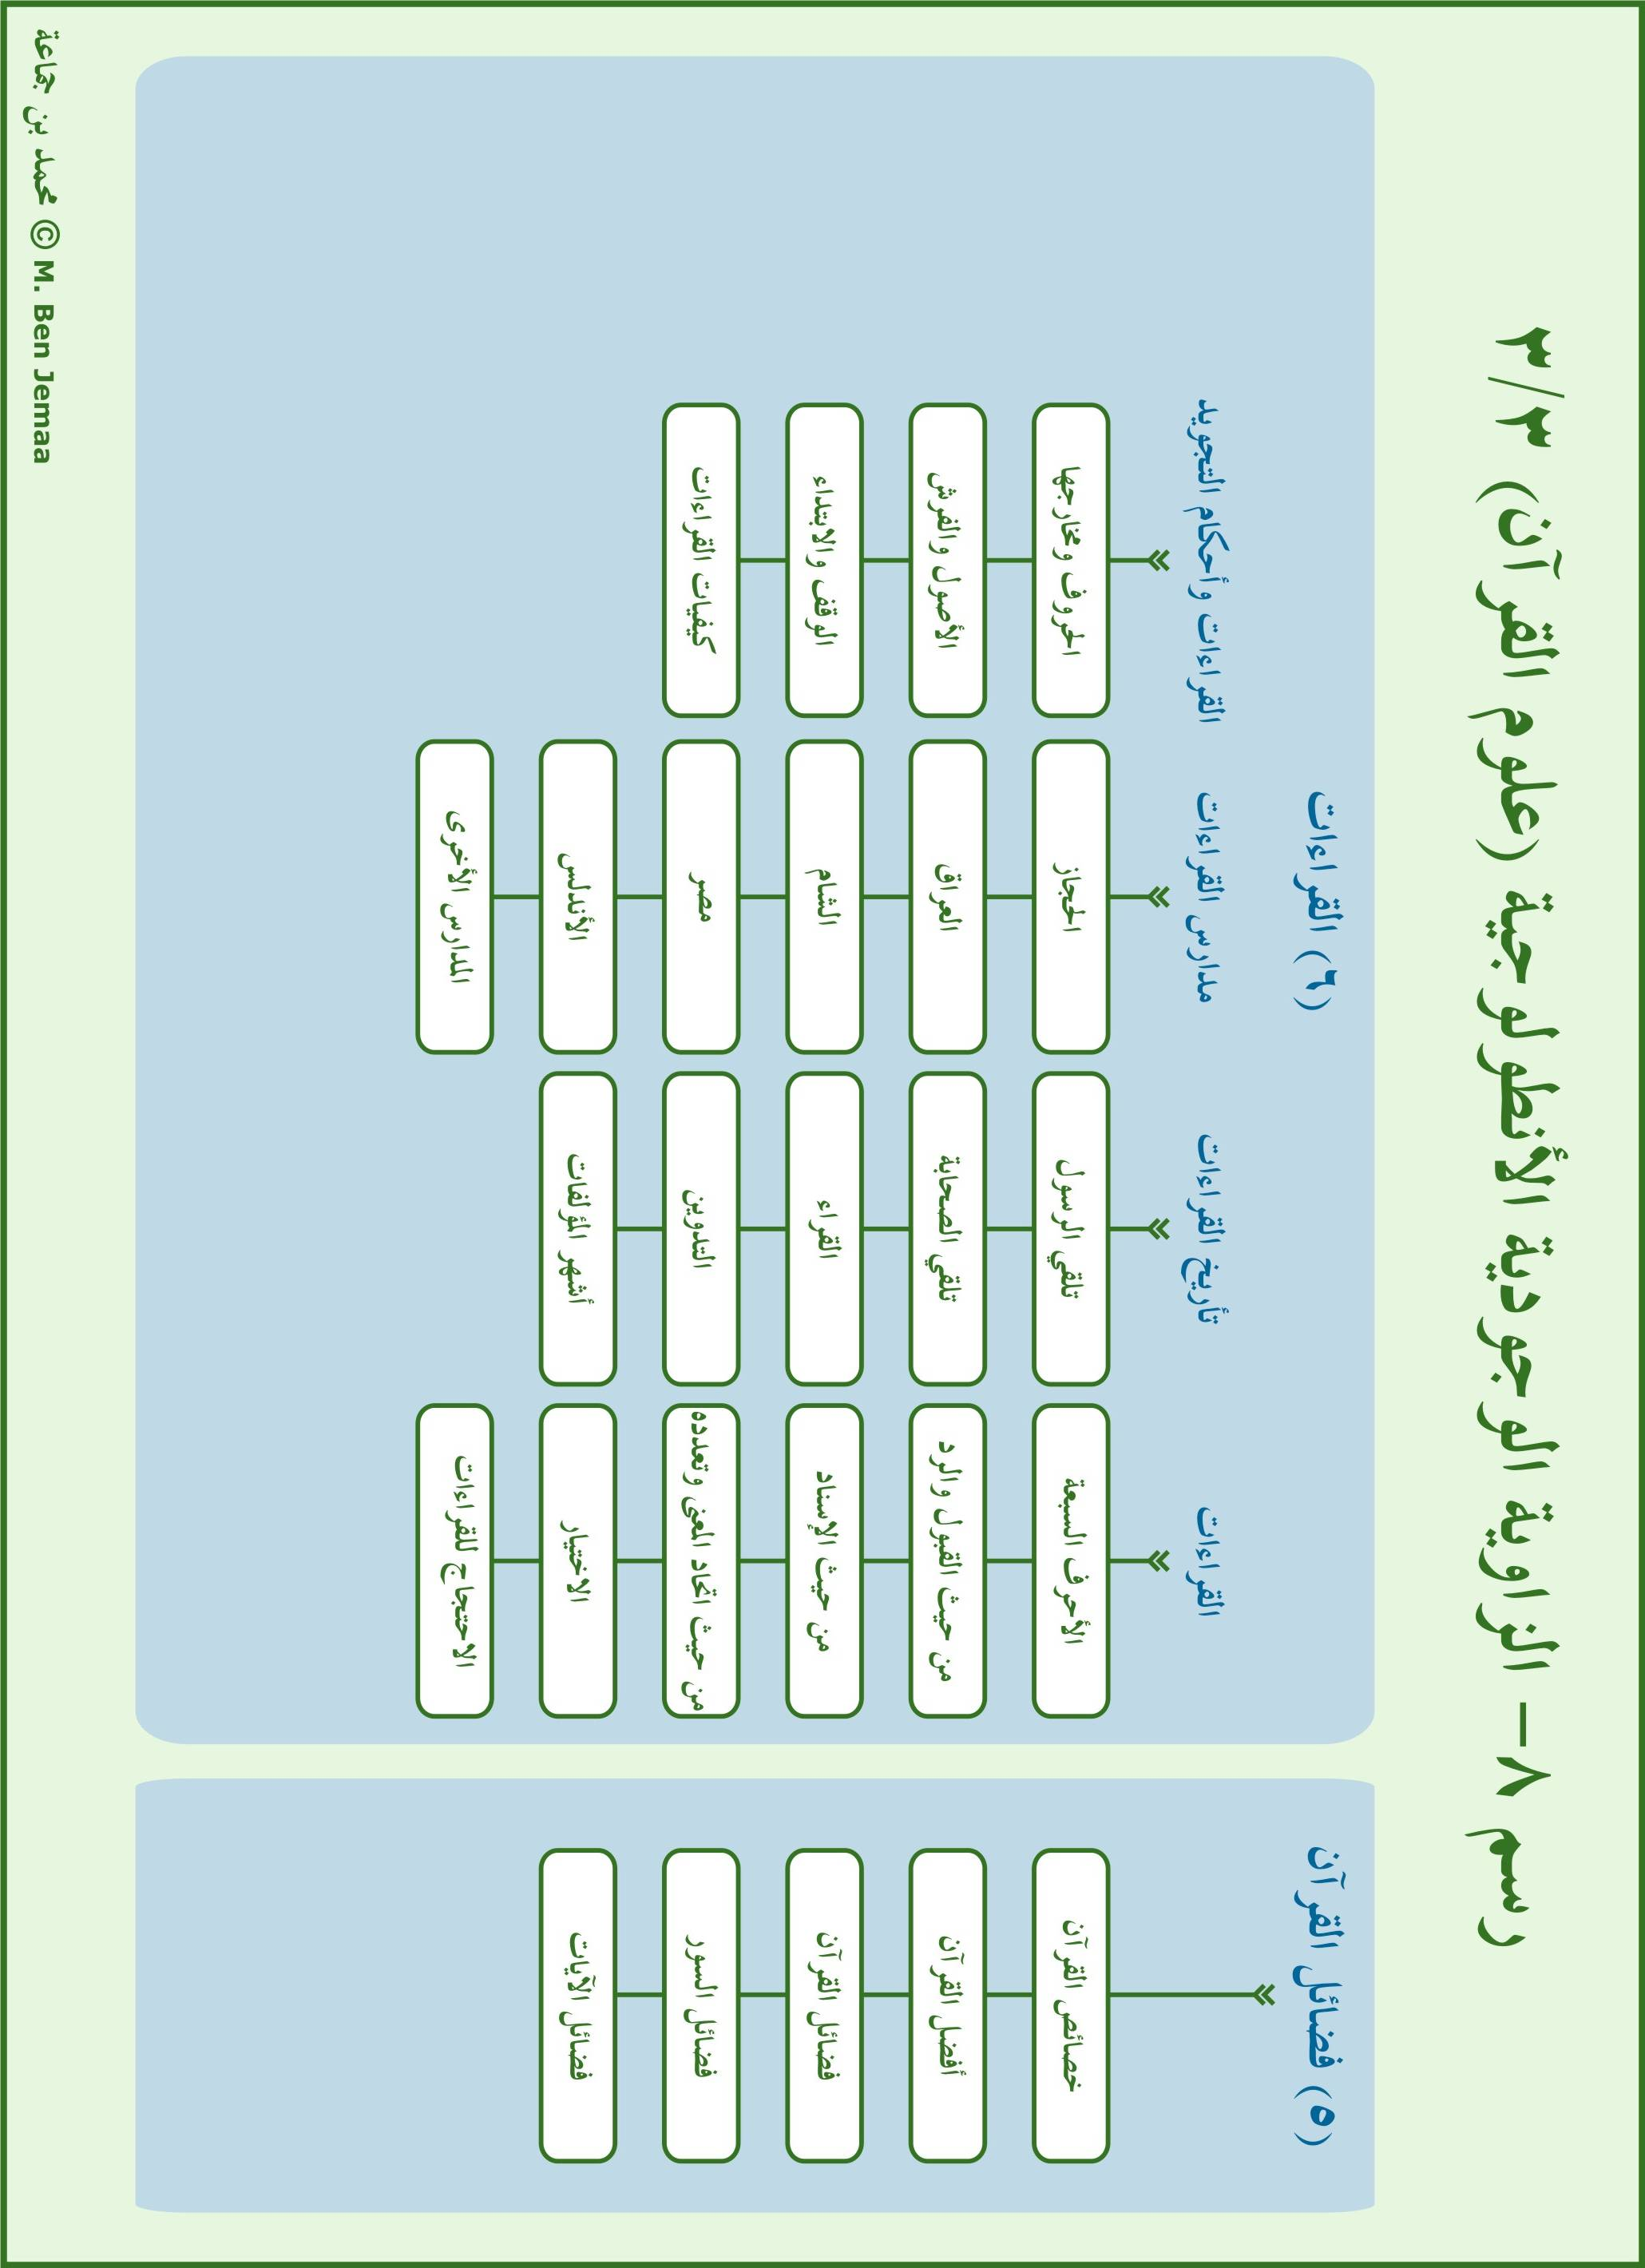 رسم ٨ – الزاوية الوجودية الأنطولوجية (علوم القرآن) ٣/٣
(٥) فضائل القرآن
خصائص القرآن
أفضل القرآن
فضائل القرآن
فضائل السور
فضائل الآيات
(٦) القراءات
القراءات
الأحرف السبعة
من حيث القبول والرد
من حيث الإسناد
من حيث اتحاد المعنى وتعدده
الاختيار
الاحتجاج للقراءات
تأريخ القراءات
تلقي الرسول
تلقي الصحابة
القراء
التدوين
أشهر المؤلفات
مدارس القراءات
الحجاز
العراق
الشام
مصر
الأندلس
المدارس الأخرى
القراءات وأحكام التجويد
الحروف ومخارجها
الأصول والفرش
الوقف والابتداء
كيفيات القراءات
محمد بن جماعة © M. Ben Jemaa